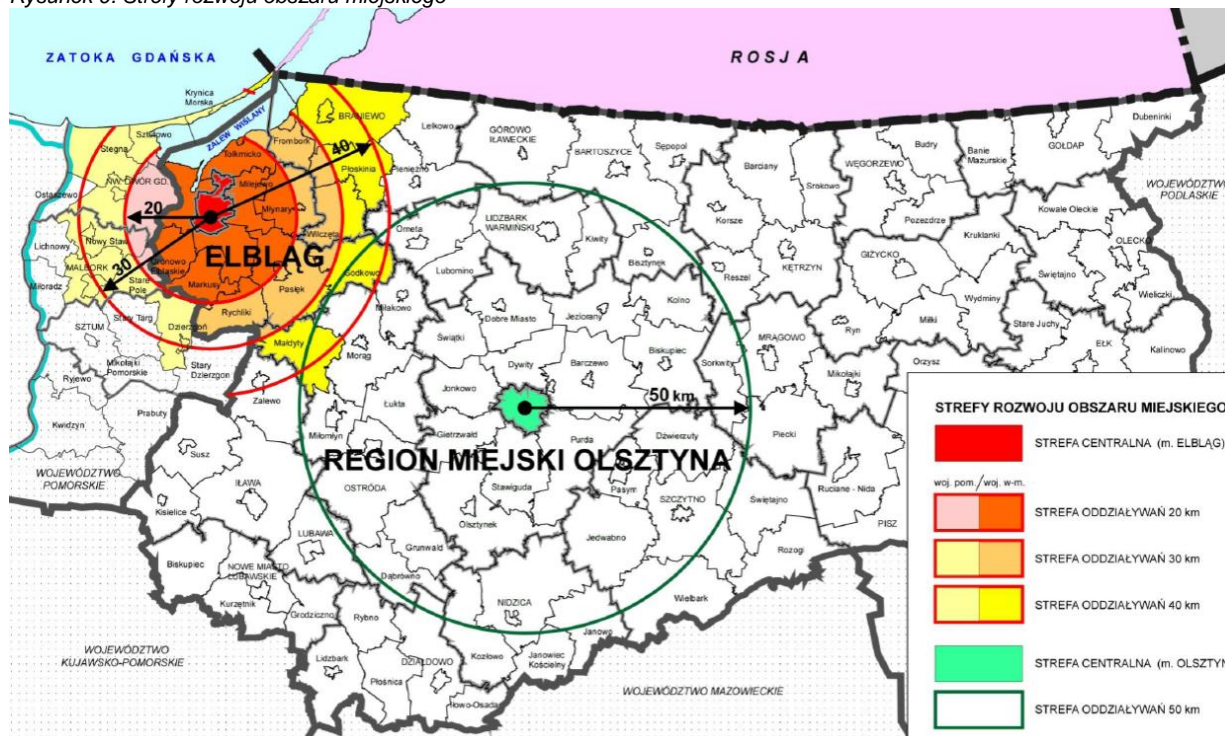 Rysunek 9. Strefy rozwoju obszaru miejskiego
ZATOKA GDAŃSKA
ROSJA
Krynica
Morska
ZALEW WIŚLANY
Sztutowo
Stegna
Frombork
BRANIEWO
Lelkowo
GÓROWO
IŁAWECKIE
BARTOSZYCE
Sępopol
Barciany
Srokowo
WĘGORZEWO
Budry
Banie
Mazurskie
GOŁDAP
Dubeninki
WOJEWÓDZTWO
PODLASKIE
Tolkmicko
40
Płoskinia
Pieniężno
Milejewo
Młynary
Wilczęta
Ostaszewo
NW. DWÓR GD.
20
ELBLĄG
Lichnowy
Nowy Staw
MALBORK
30
Gronowo
Elbląskie
Markusy
Pasłęk
Godkowo
Miłoradz
Stare
Pole
Rychliki
Orneta
LIDZBARK
WARMIŃSKI
Kiwity
Bisztynek
Lubomino
Korsze
Reszel
KĘTRZYN
Pozezdrze
Kruklanki
GIŻYCKO
Kowale Oleckie
OLECKO
Świętajno
Wieliczki
Wydminy
SZTUM
Stary Targ
Dzierzgoń
Mikołajki
Pomorskie
Stary
Dzierzgoń
Ryjewo
Prabuty
Kwidzyn
Małdyty
Miłakowo
Morąg
Zalewo
Świątki
Dobre Miasto
Jeziorany
Kolno
Dywity
Barczewo
Biskupiec
Sorkwity
MRĄGOWO
Ryn
Miłki
Stare Juchy
Orzysz
EŁK
Kalinowo
Mikołajki
Jonkowo
Łukta
50 km
Miłomłyn
Gietrzwałd
Purda
Dźwierzuty
Piecki
REGION MIEJSKI OLSZTYNA
WOJEWÓDZTWO
POMORSKIE
Susz
Kisielice
IŁAWA
OSTRÓDA
Stawiguda
Olsztynek
Pasym
SZCZYTNO
Świętajno
Ruciane - Nida
PISZ
LUBAWA
Grunwald
Jedwabno
Rozogi
Biskupiec
NOWE MIASTO
LUBAWSKIE
Dąbrówno
Wielbark
Kurzętnik
Grodziczno
Rybno
NIDZICA
Janowo
Lidzbark
DZIAŁDOWO
Kozłowo
Janowiec
Kościelny
Płośnica
Iłowo-Osada
WOJEWÓDZTWO
KUJAWSKO-POMORSKIE
WOJEWÓDZTWO MAZOWIECKIE
STREFY ROZWOJU OBSZARU MIEJSKIEGO
STREFA CENTRALNA (m. ELBLĄG)
woj. pom. / woj. w-m.
STREFA ODDZIAŁYWAŃ 20 km
STREFA ODDZIAŁYWAŃ 30 km
STREFA ODDZIAŁYWAŃ 40 km
STREFA CENTRALNA (m. OLSZTYN
STREFA ODDZIAŁYWAŃ 50 km